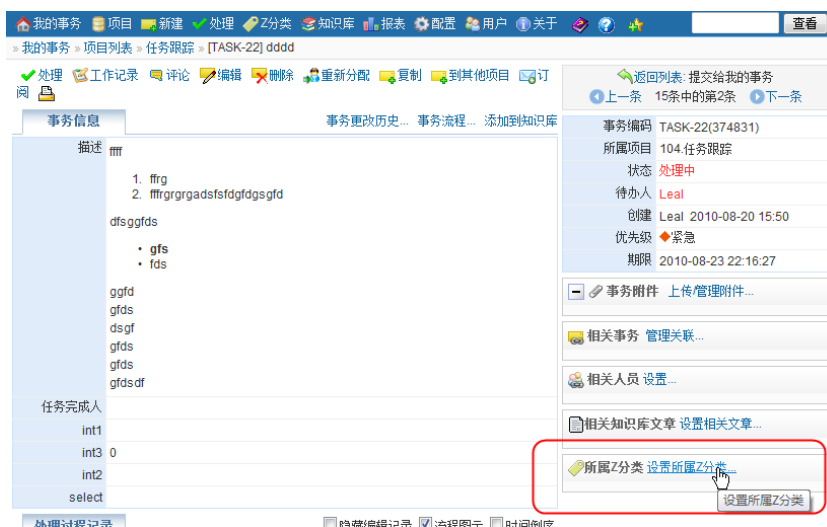 我的事务 项目 新建 处理 Z分类 知识库 报表 配置 用户 关于 查看
» 我的事务 » 项目列表 » 任务跟踪 » [TASK-22] dddd
处理 工作记录 评论 编辑 删除 重新分配 复制 到其他项目 订阅
返回列表: 提交给我的事务
上一条 15条中的第2条 下一条
事务信息 事务更改历史... 事务流程... 添加到知识库
描述 ffff
1. ffrg
2. fffrgrgrgadsfsfdgfdgsgfd
dfsggfds
• gfs
• fds
ggfd
gfds
dsgf
gfds
gfds
gfdsdf
任务完成人
int1
int3 0
int2
select
事务编码 TASK-22(374831)
所属项目 104.任务跟踪
状态 处理中
待办人 Leal
创建 Leal 2010-08-20 15:50
优先级 紧急
期限 2010-08-23 22:16:27
事务附件 上传/管理附件...
相关事务 管理关联...
相关人员 设置...
相关知识库文章 设置相关文章...
所属Z分类 设置所属Z分类...
设置所属Z分类
处理过程记录 隐藏编辑记录 流程图示 时间倒序